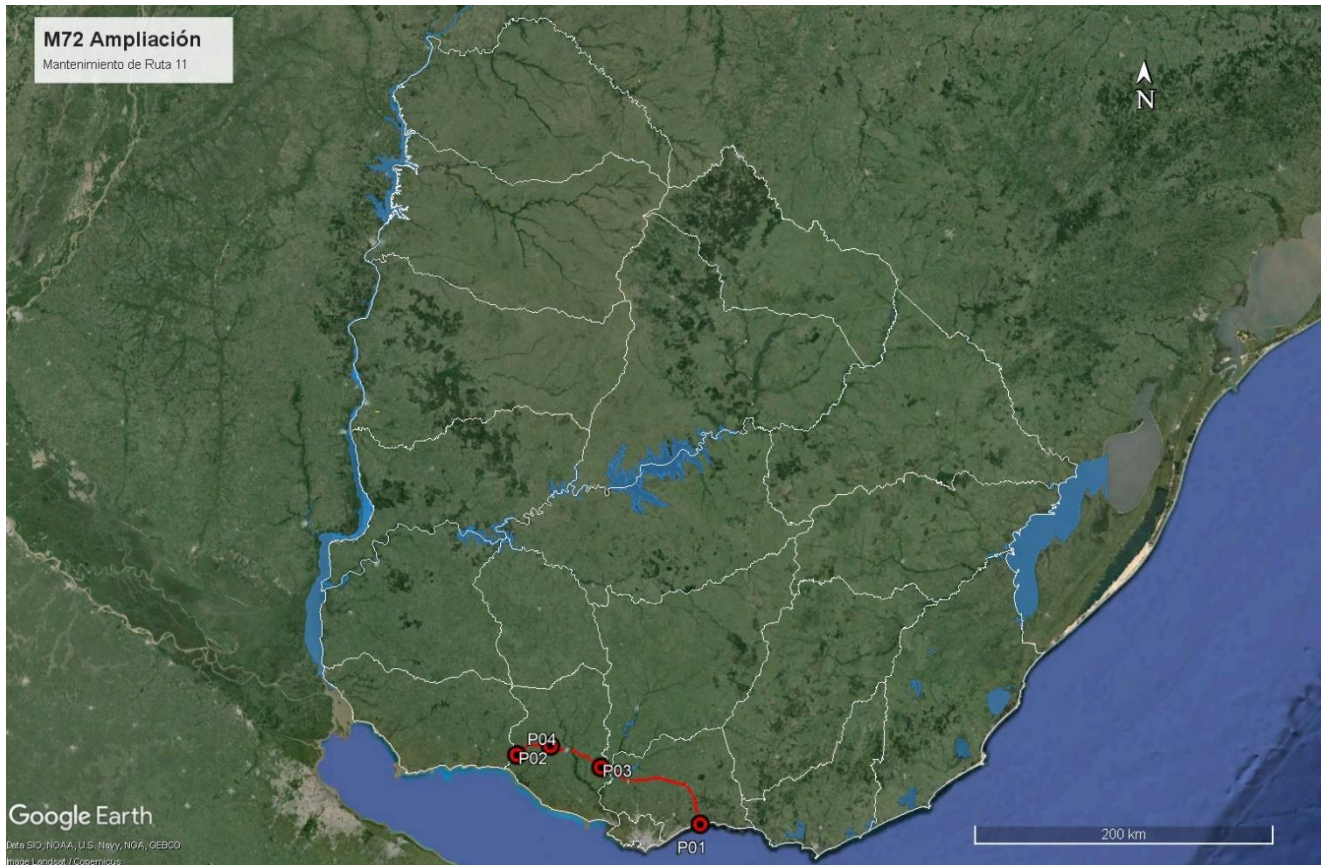 M72 Ampliación
Mantenimiento de Ruta 11
N
P04
P02
P03
P01
Google Earth
200 km
Data SIO, NOAA, U.S. Navy, NGA, GEBCO
Image Landsat / Copernicus